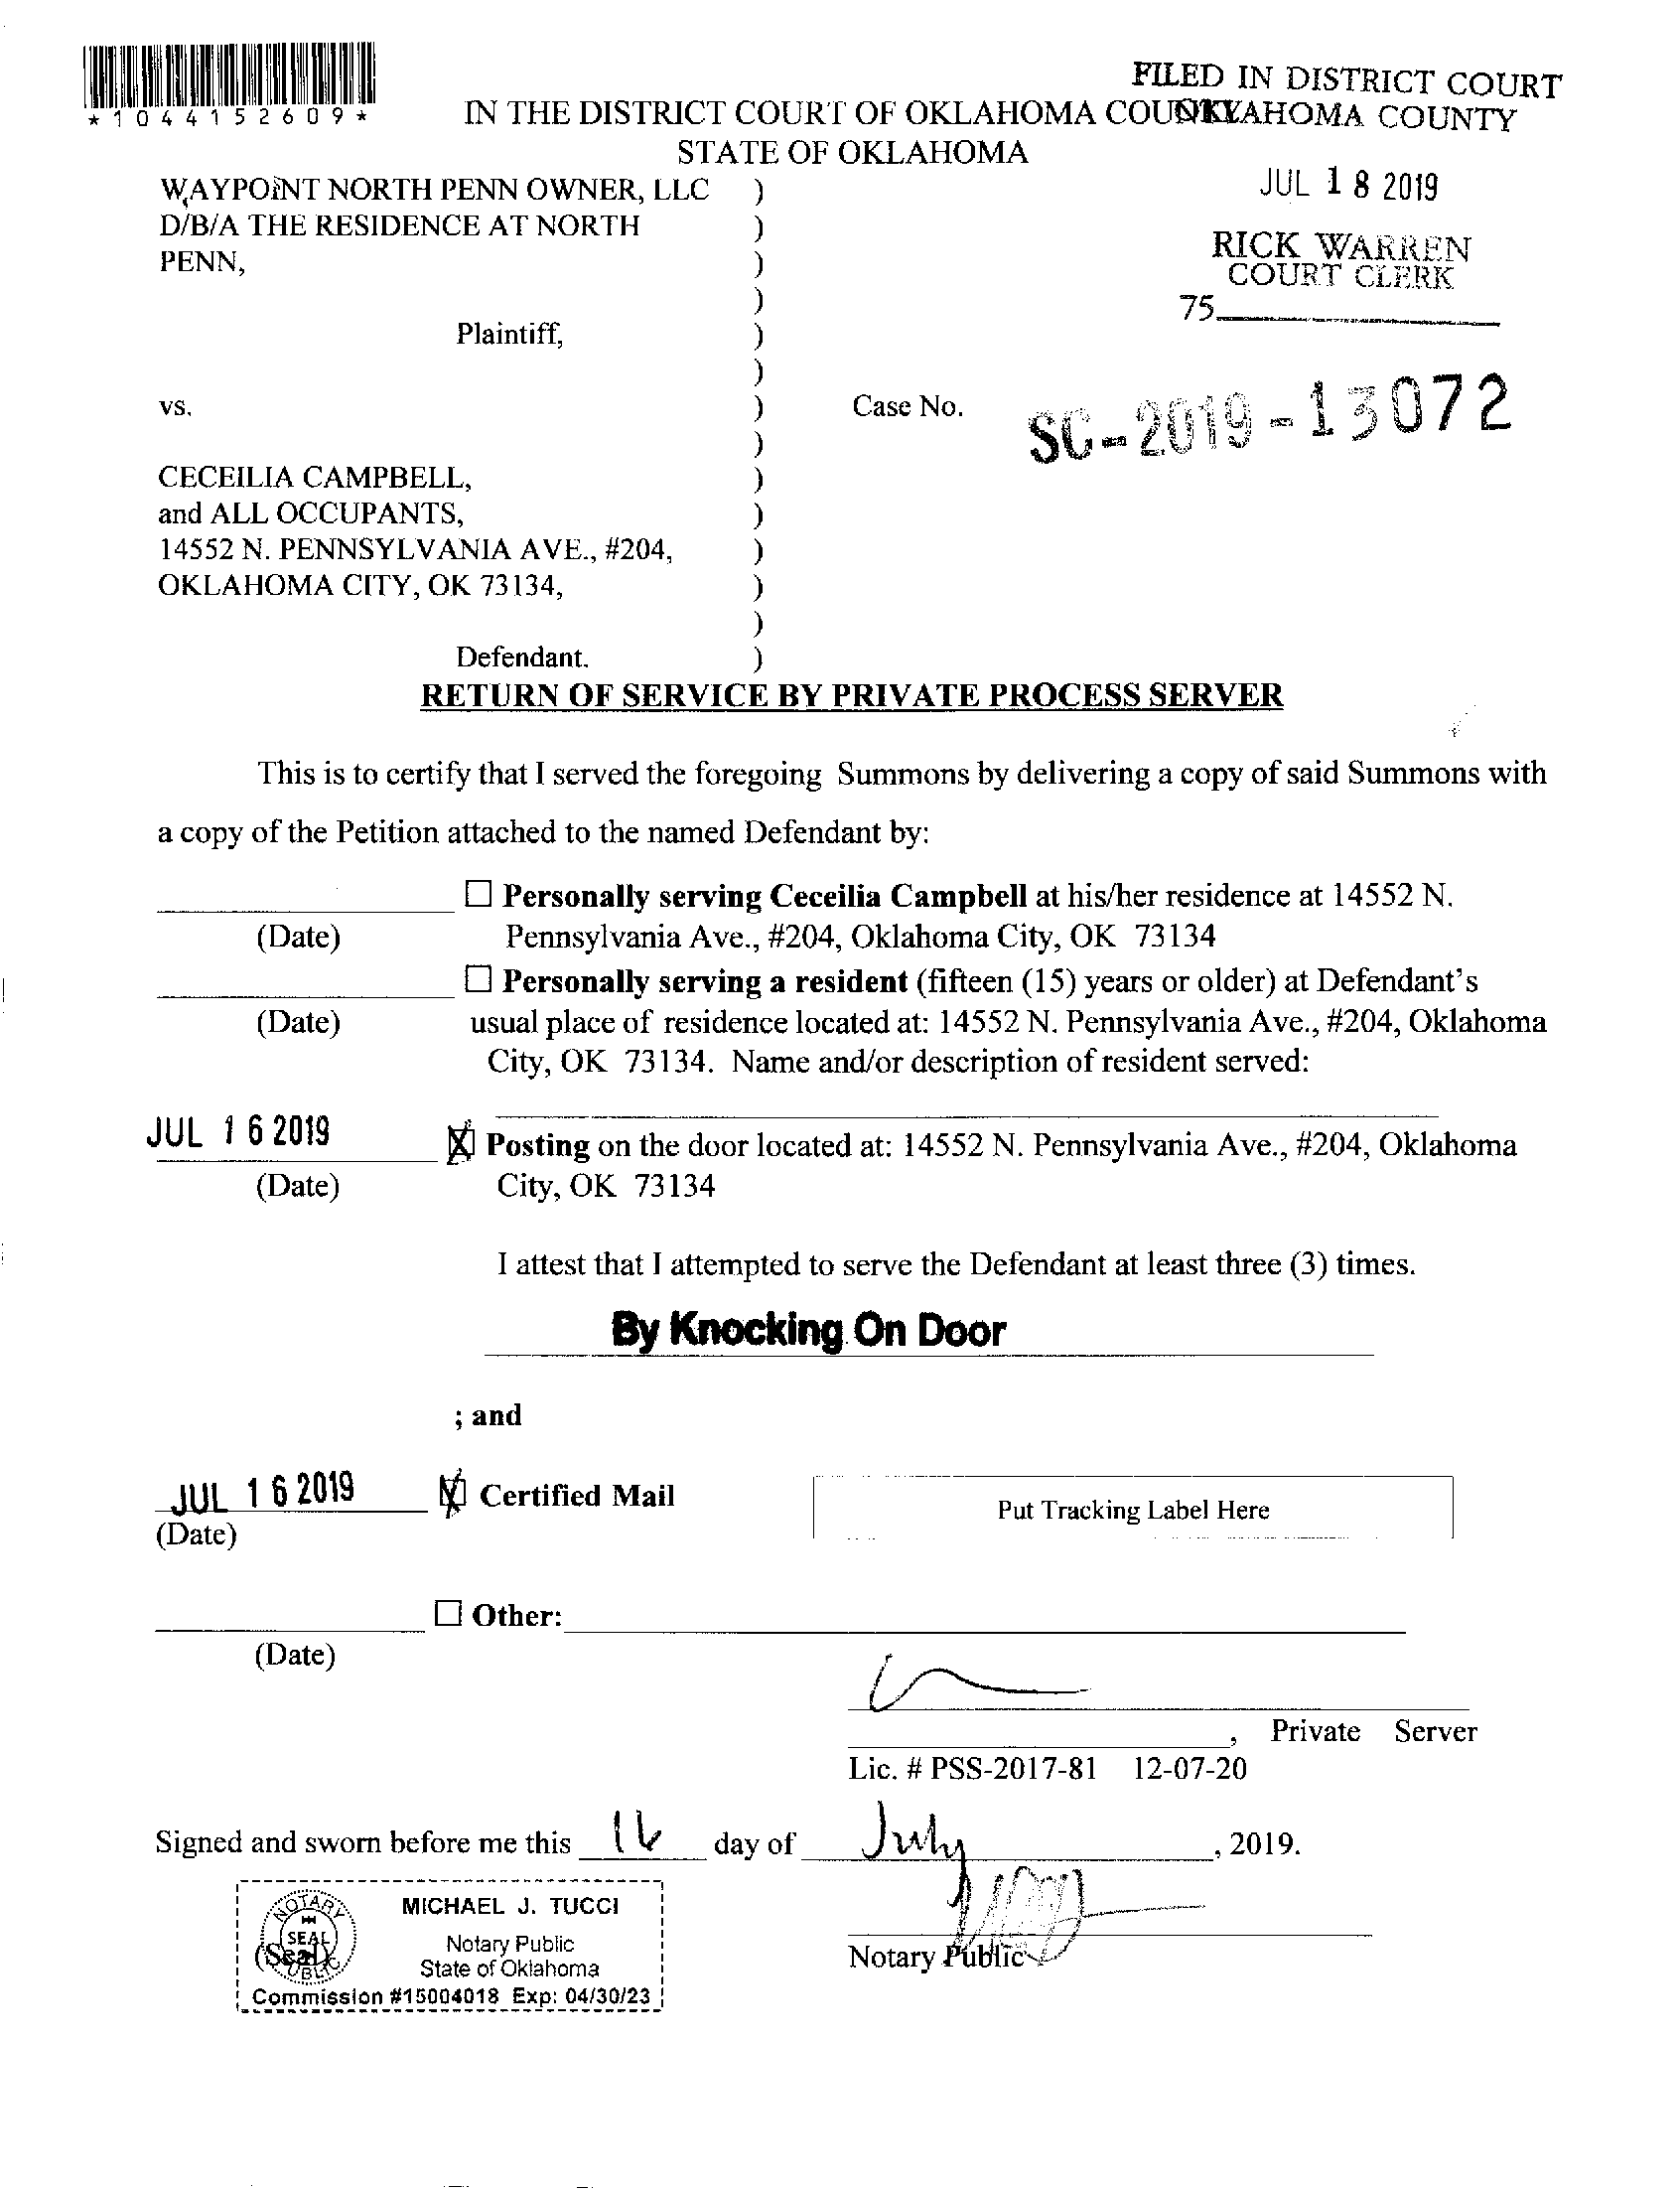 *1044152609*
FILED IN DISTRICT COURT
OKLAHOMA COUNTY
IN THE DISTRICT COURT OF OKLAHOMA COUNTY
STATE OF OKLAHOMA
JUL 18 2019
RICK WARREN
COURT CLERK
75
WAYPOINT NORTH PENN OWNER, LLC )
D/B/A THE RESIDENCE AT NORTH )
PENN, )
)
Plaintiff, )
)
vs. ) Case No. SC-2019-13072
)
CECEILIA CAMPBELL, )
and ALL OCCUPANTS, )
14552 N. PENNSYLVANIA AVE., #204, )
OKLAHOMA CITY, OK 73134, )
)
Defendant. )
RETURN OF SERVICE BY PRIVATE PROCESS SERVER
This is to certify that I served the foregoing Summons by delivering a copy of said Summons with
a copy of the Petition attached to the named Defendant by:
☐ Personally serving Ceceilia Campbell at his/her residence at 14552 N.
(Date) Pennsylvania Ave., #204, Oklahoma City, OK 73134
☐ Personally serving a resident (fifteen (15) years or older) at Defendant's
(Date) usual place of residence located at: 14552 N. Pennsylvania Ave., #204, Oklahoma
City, OK 73134. Name and/or description of resident served:
JUL 16 2019 ☒ Posting on the door located at: 14552 N. Pennsylvania Ave., #204, Oklahoma
(Date) City, OK 73134
I attest that I attempted to serve the Defendant at least three (3) times.
By Knocking On Door
; and
JUL 16 2019 ☒ Certified Mail Put Tracking Label Here
(Date)
☐ Other:
(Date)
, Private Server
Lic. # PSS-2017-81 12-07-20
Signed and sworn before me this 16 day of July, 2019.
MICHAEL J. TUCCI
NOTARY SEAL PUBLIC
(Seal)
Notary Public
State of Oklahoma
Commission #15004018 Exp: 04/30/23
Notary Public